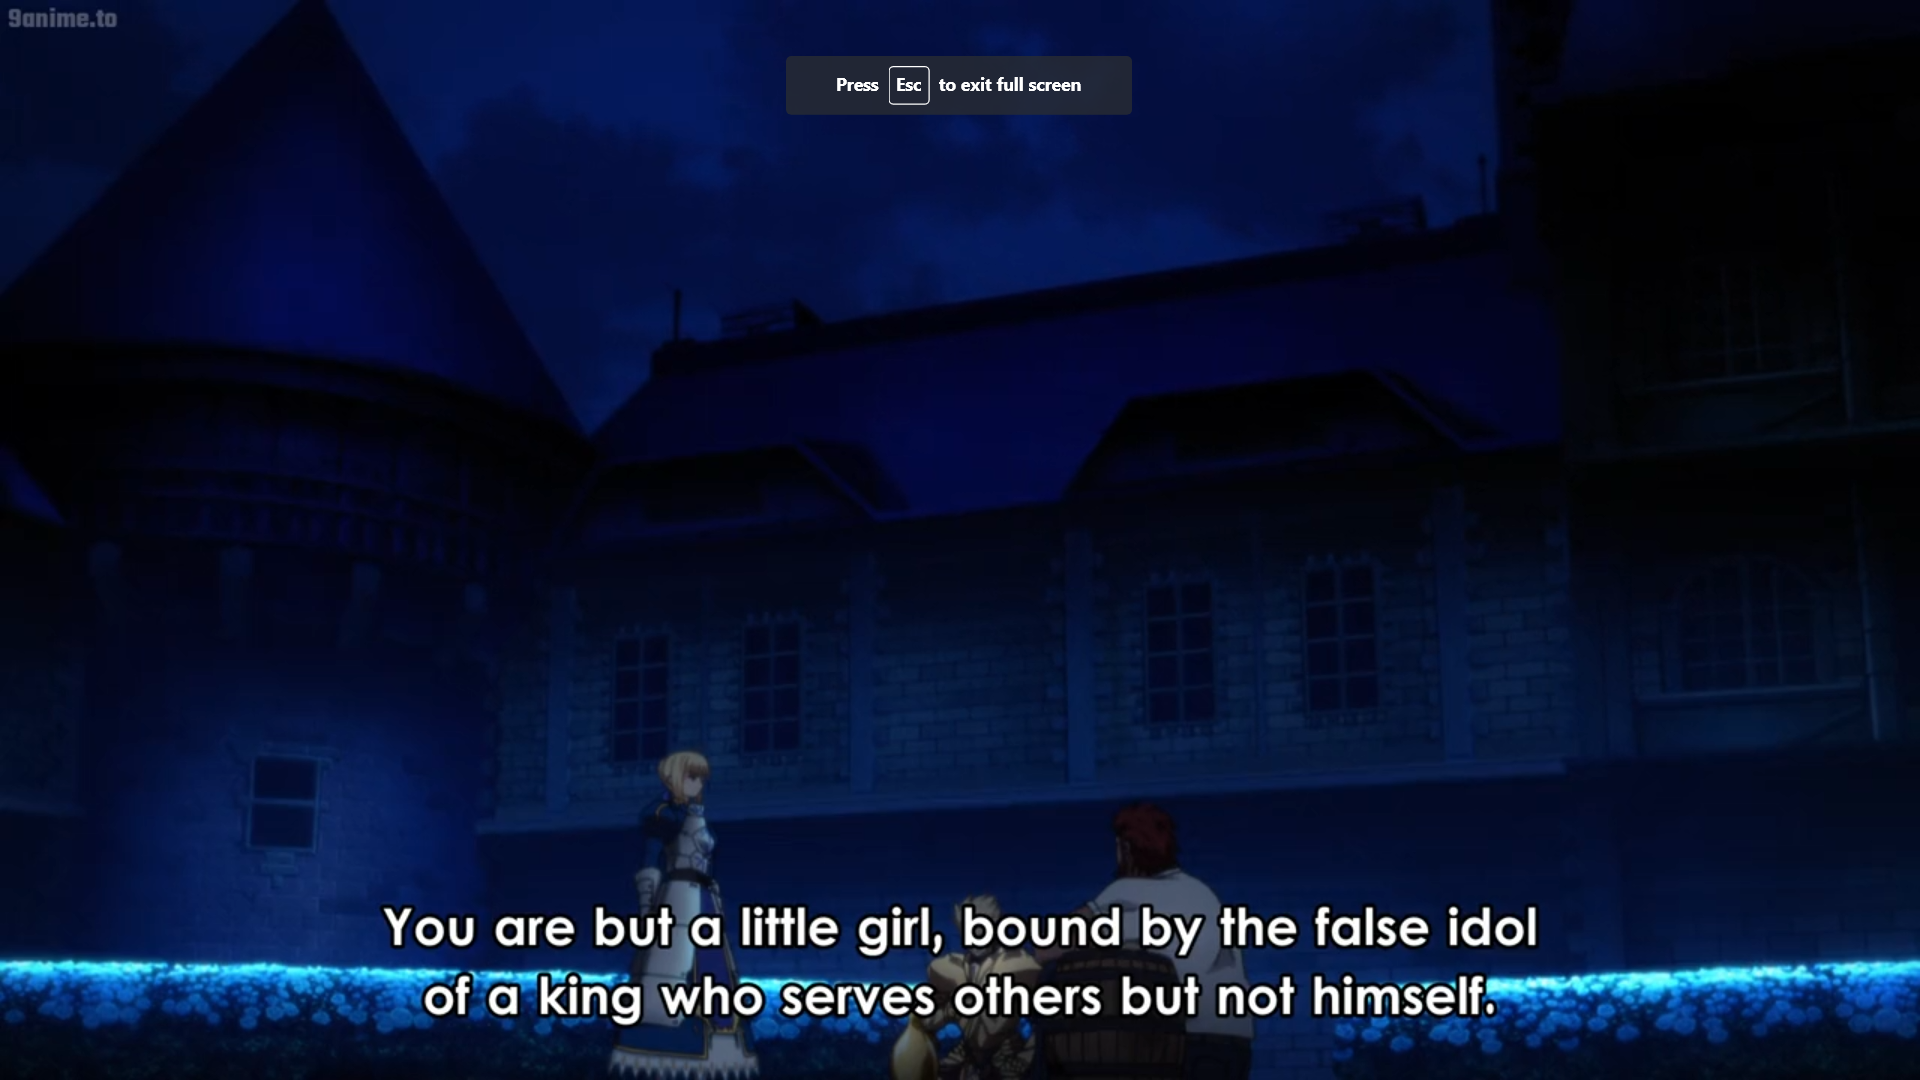 9anime.to
Press Esc to exit full screen
You are but a little girl, bound by the false idol
of a king who serves others but not himself.